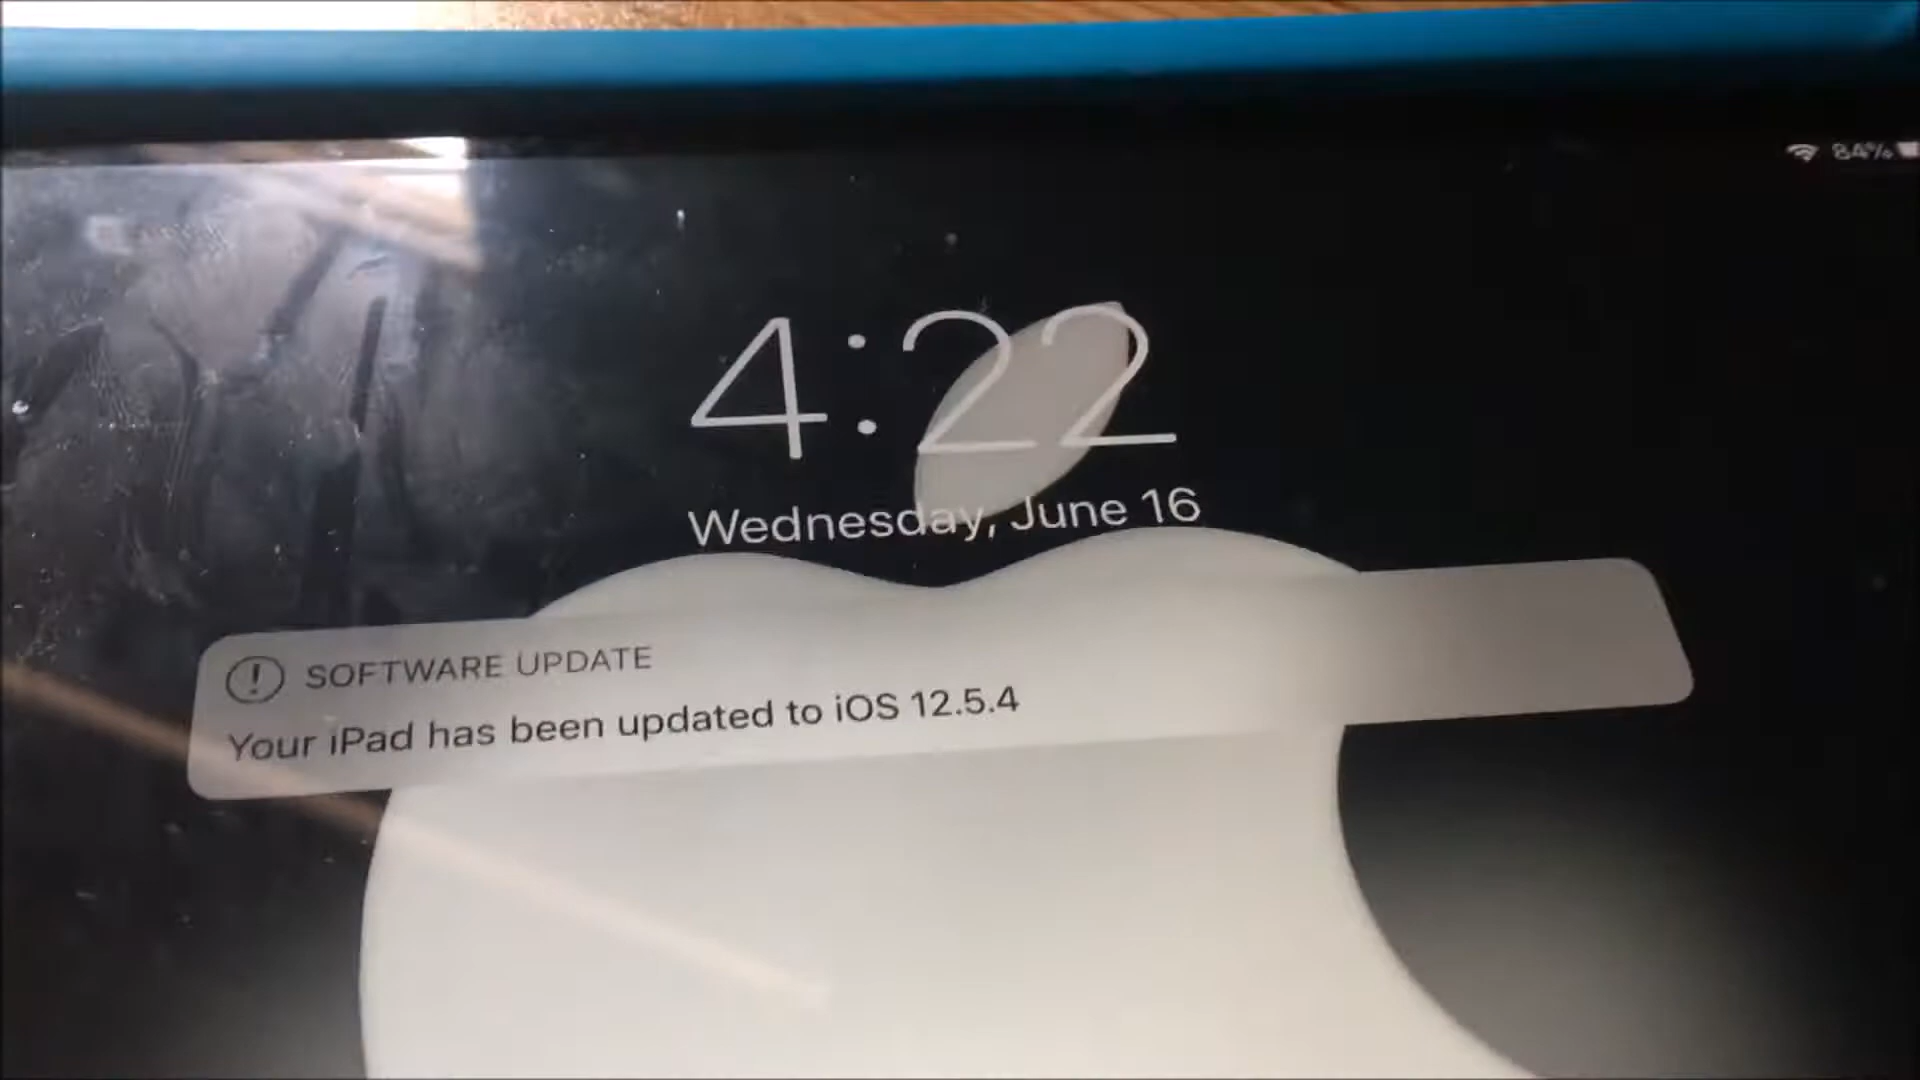 84%
4:22
Wednesday, June 16
SOFTWARE UPDATE
Your iPad has been updated to iOS 12.5.4